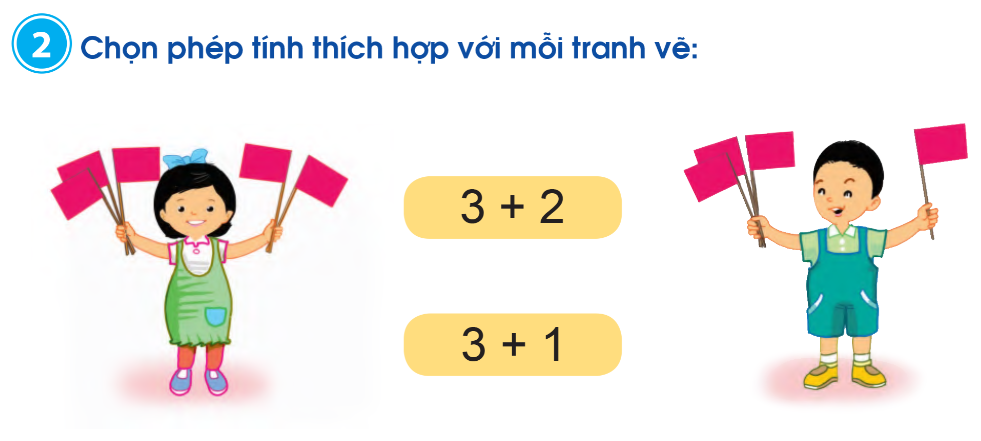 2 Chọn phép tính thích hợp với mỗi tranh vẽ:
3 + 2
3 + 1